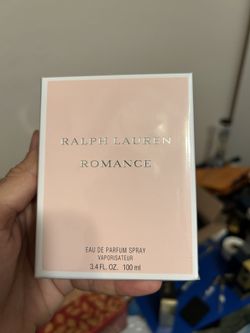 RALPH LAUREN
ROMANCE
EAU DE PARFUM SPRAY
VAPORISATEUR
3.4 FL. OZ. 100 ml